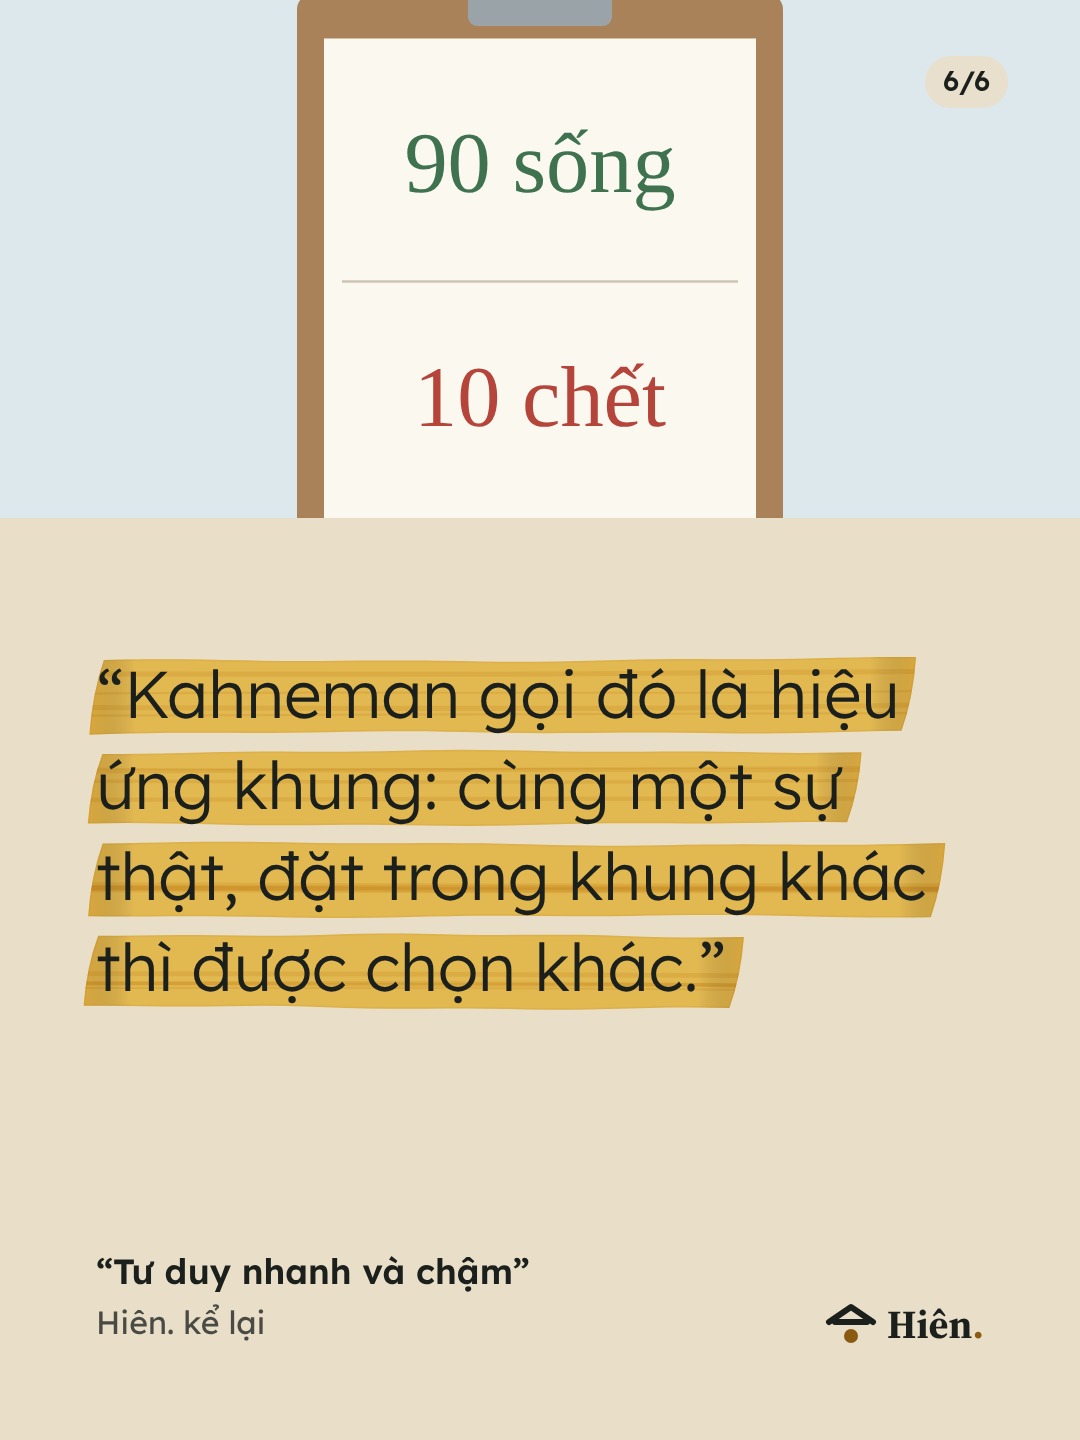 6/6
90 sống
10 chết
“Kahneman gọi đó là hiệu
ứng khung: cùng một sự
thật, đặt trong khung khác
thì được chọn khác.”
“Tư duy nhanh và chậm”
Hiên. kể lại
Hiên.